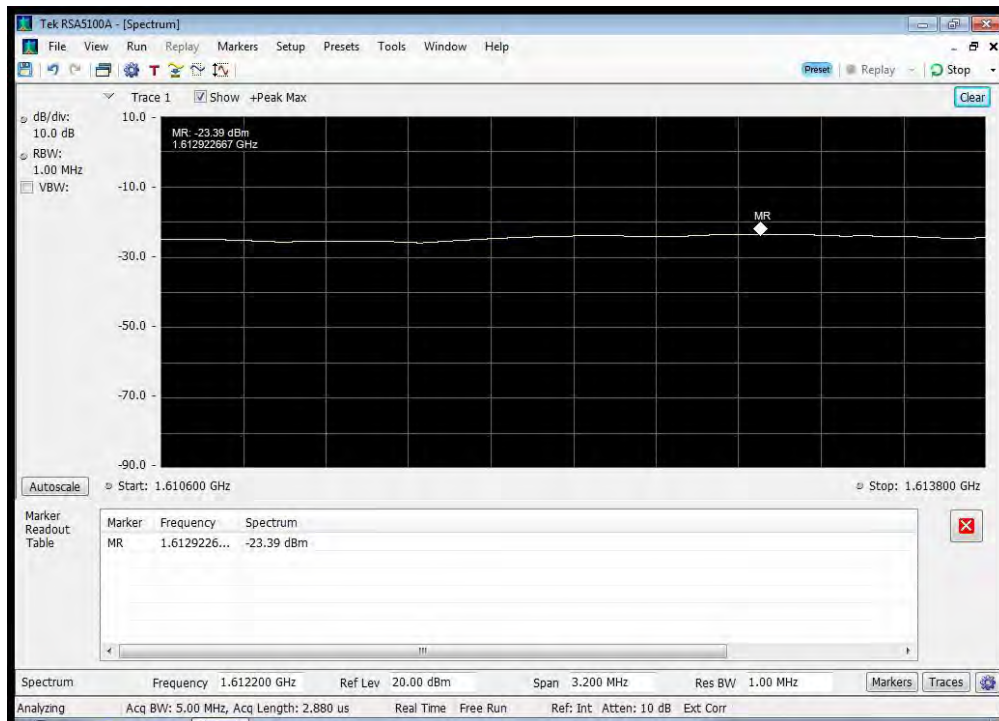 Tek RSA5100A - [Spectrum]
File View Run Replay Markers Setup Presets Tools Window Help
Preset Replay Stop
Trace 1 Show +Peak Max Clear
dB/div: 10.0 dB
RBW: 1.00 MHz
VBW:
10.0 -
MR: -23.39 dBm
1.612922667 GHz
-10.0 -
MR
-30.0 -
-50.0 -
-70.0 -
-90.0 -
Autoscale Start: 1.610600 GHz Stop: 1.613800 GHz
Marker Readout Table
Marker Frequency Spectrum
MR 1.6129226... -23.39 dBm
Spectrum Frequency 1.612200 GHz Ref Lev 20.00 dBm Span 3.200 MHz Res BW 1.00 MHz Markers Traces
Analyzing Acq BW: 5.00 MHz, Acq Length: 2.880 us Real Time Free Run Ref: Int Atten: 10 dB Ext Corr